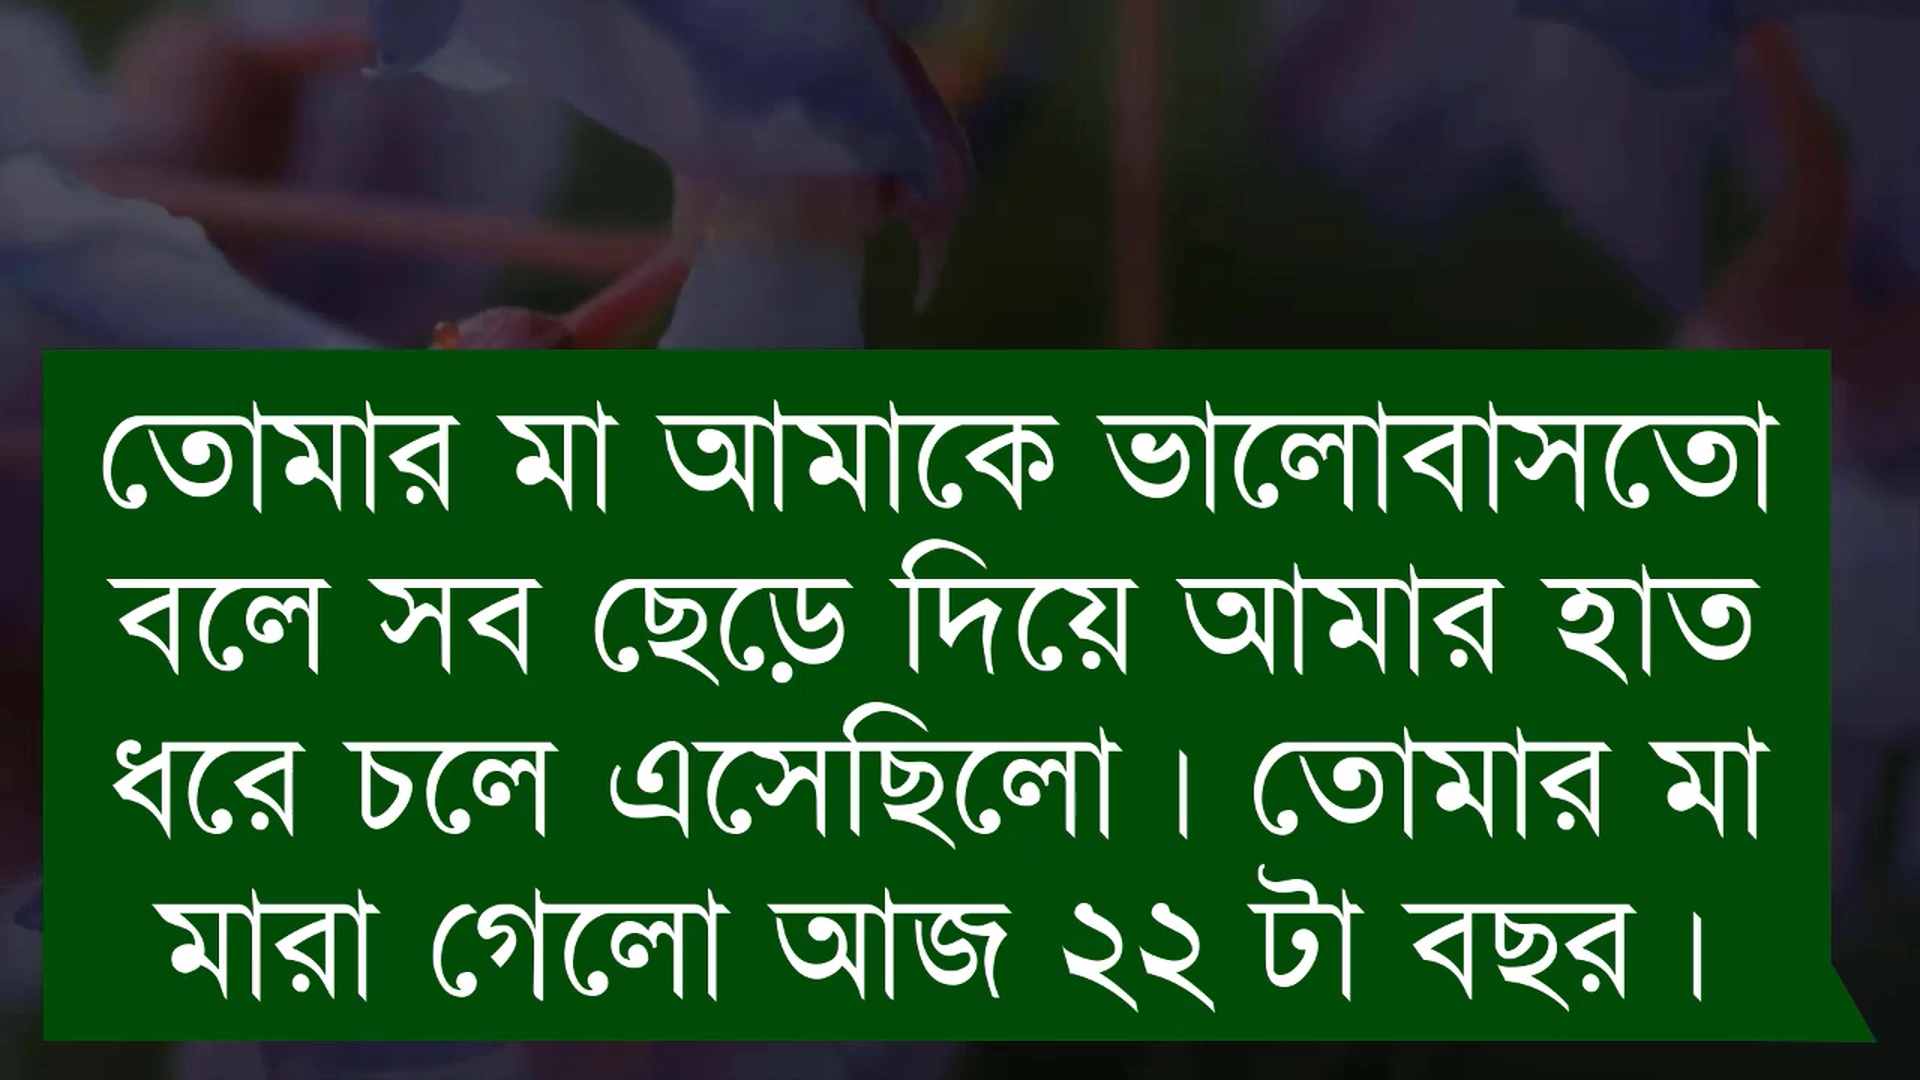 তোমার মা আমাকে ভালোবাসতো
বলে সব ছেড়ে দিয়ে আমার হাত
ধরে চলে এসেছিলো । তোমার মা
মারা গেলো আজ ২২ টা বছর ।